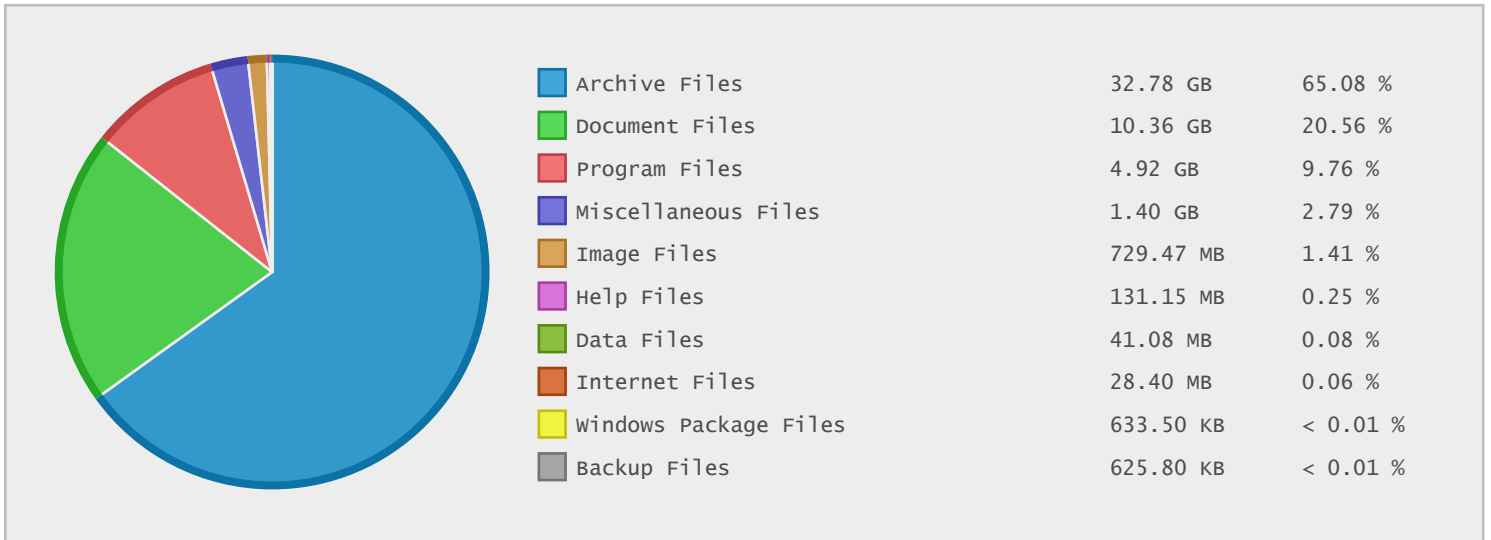 Archive Files 32.78 GB 65.08 %
Document Files 10.36 GB 20.56 %
Program Files 4.92 GB 9.76 %
Miscellaneous Files 1.40 GB 2.79 %
Image Files 729.47 MB 1.41 %
Help Files 131.15 MB 0.25 %
Data Files 41.08 MB 0.08 %
Internet Files 28.40 MB 0.06 %
Windows Package Files 633.50 KB < 0.01 %
Backup Files 625.80 KB < 0.01 %